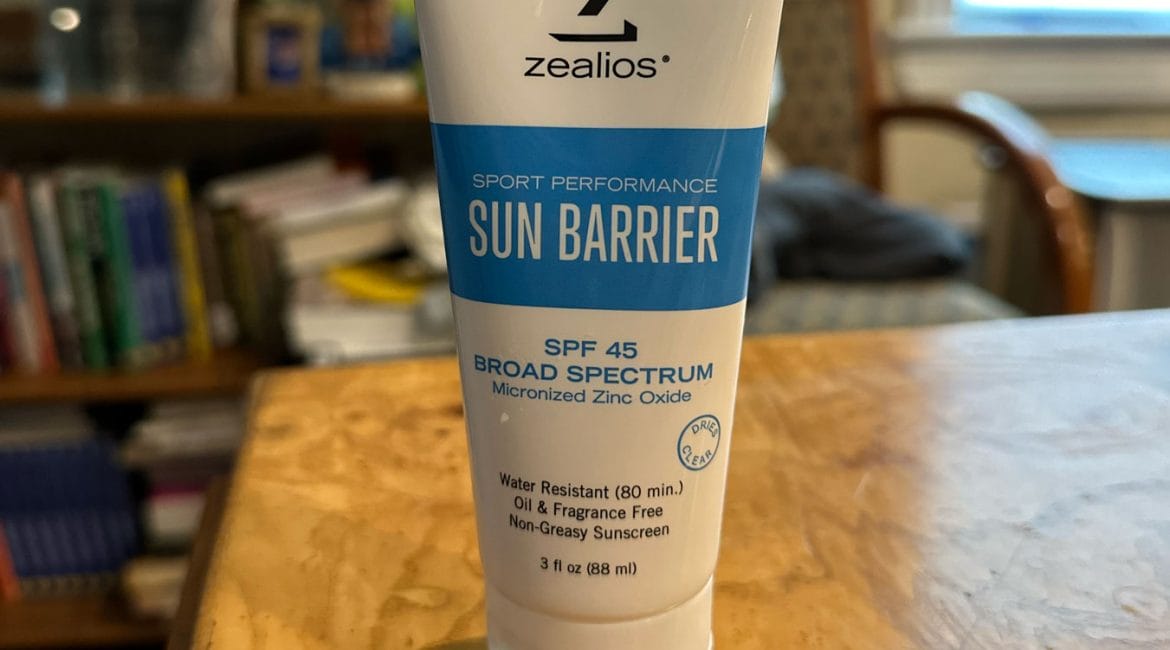 zealios®
SPORT PERFORMANCE
SUN BARRIER
SPF 45
BROAD SPECTRUM
Micronized Zinc Oxide
DRIES
CLEAR
Water Resistant (80 min.)
Oil & Fragrance Free
Non-Greasy Sunscreen
3 fl oz (88 ml)